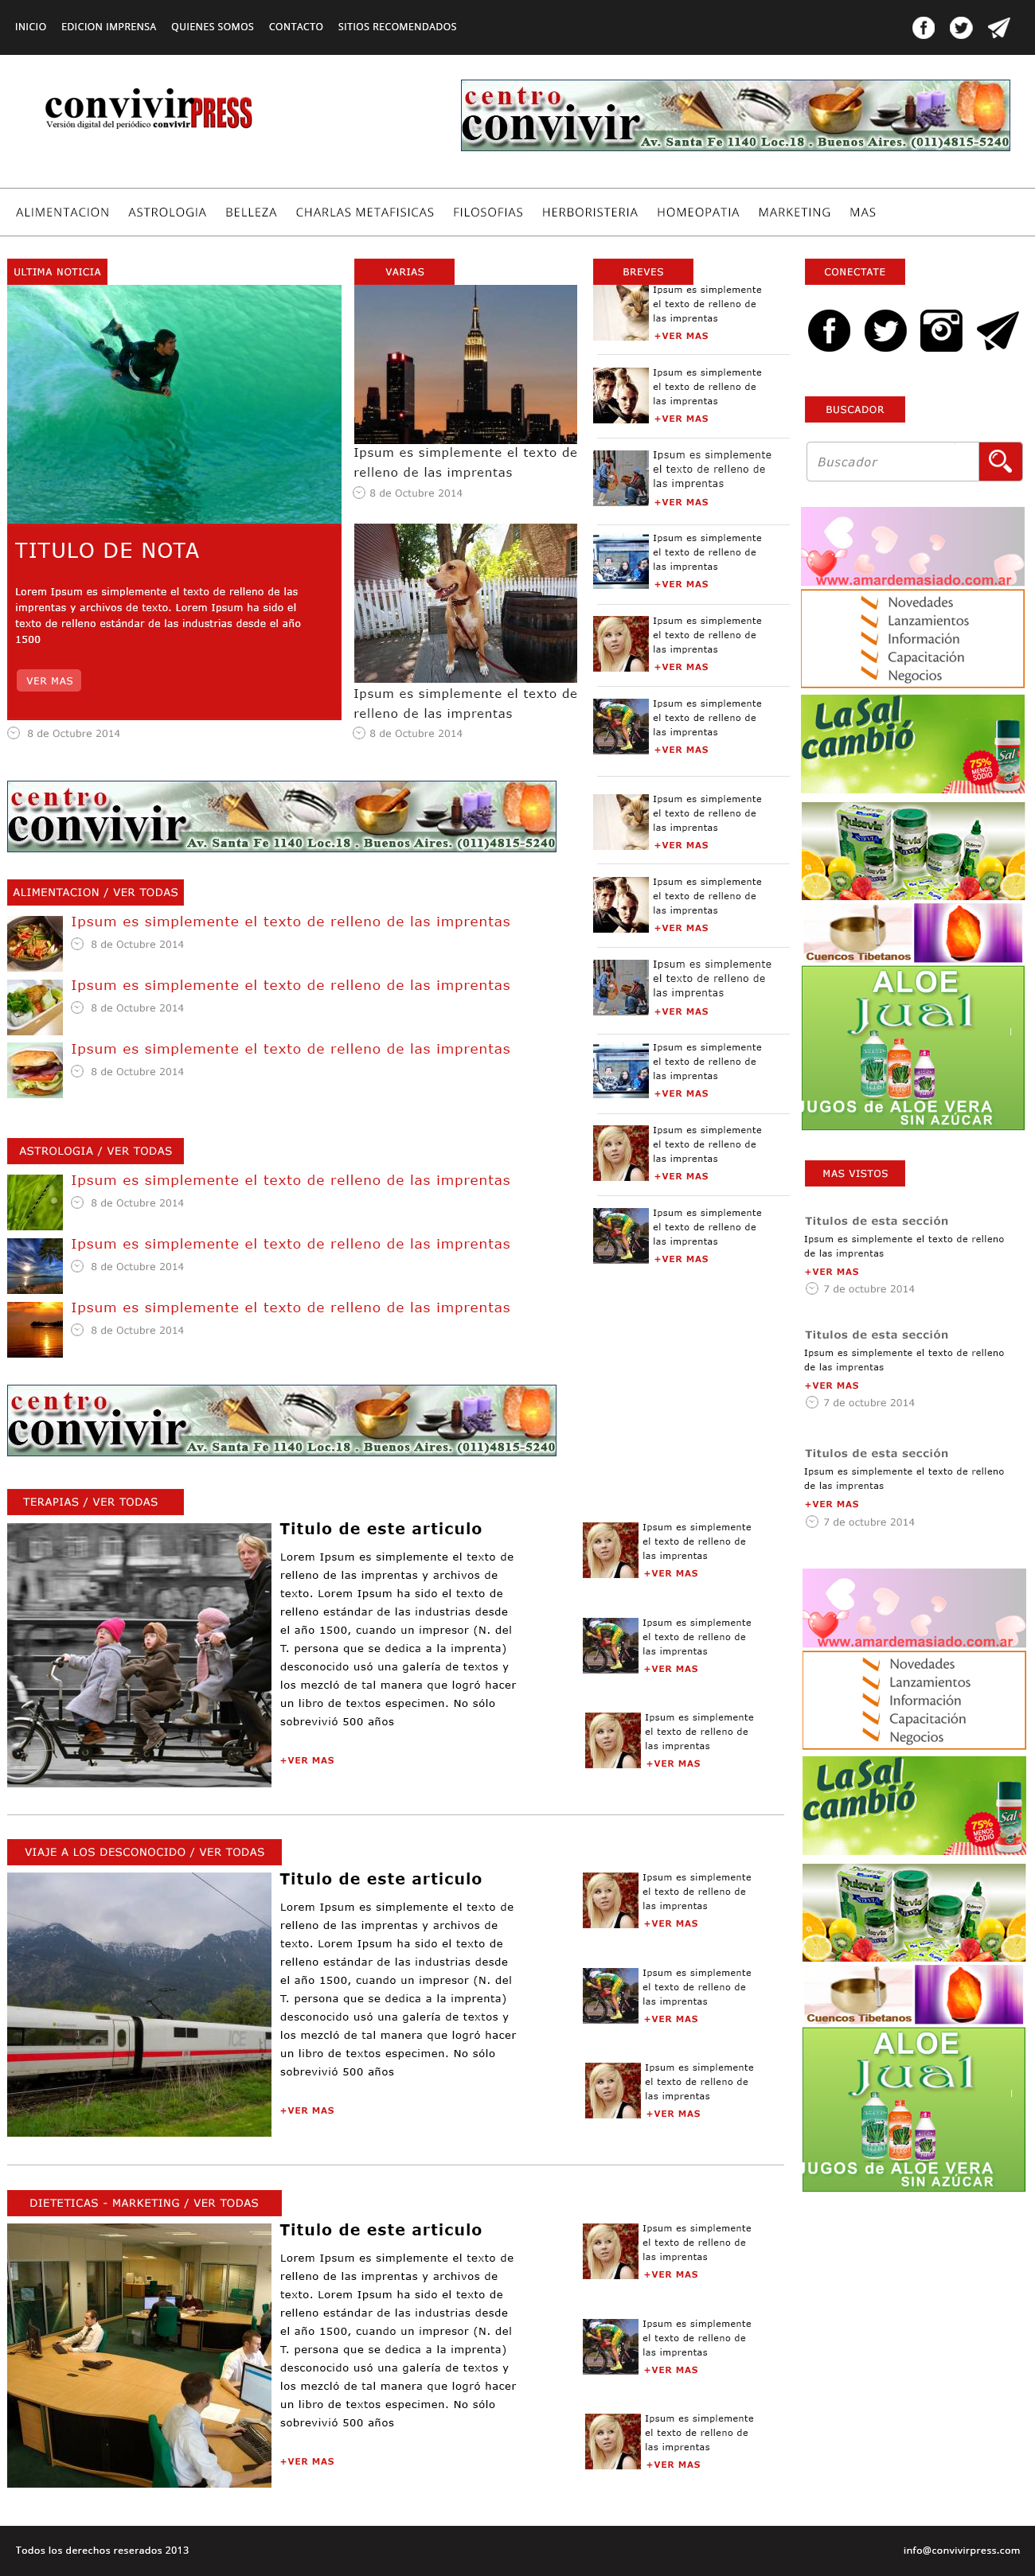 INICIO EDICION IMPRENSA QUIENES SOMOS CONTACTO SITIOS RECOMENDADOS
convivirPRESS
Versión digital del periódico convivir
centro
convivir
Av. Santa Fe 1140 Loc.18 . Buenos Aires. (011)4815-5240
ALIMENTACION ASTROLOGIA BELLEZA CHARLAS METAFISICAS FILOSOFIAS HERBORISTERIA HOMEOPATIA MARKETING MAS
ULTIMA NOTICIA
TITULO DE NOTA
Lorem Ipsum es simplemente el texto de relleno de las
imprentas y archivos de texto. Lorem Ipsum ha sido el
texto de relleno estándar de las industrias desde el año
1500
VER MAS
8 de Octubre 2014
VARIAS
Ipsum es simplemente el texto de
relleno de las imprentas
8 de Octubre 2014
Ipsum es simplemente el texto de
relleno de las imprentas
8 de Octubre 2014
centro
convivir
Av. Santa Fe 1140 Loc.18 . Buenos Aires. (011)4815-5240
ALIMENTACION / VER TODAS
Ipsum es simplemente el texto de relleno de las imprentas
8 de Octubre 2014
Ipsum es simplemente el texto de relleno de las imprentas
8 de Octubre 2014
Ipsum es simplemente el texto de relleno de las imprentas
8 de Octubre 2014
ASTROLOGIA / VER TODAS
Ipsum es simplemente el texto de relleno de las imprentas
8 de Octubre 2014
Ipsum es simplemente el texto de relleno de las imprentas
8 de Octubre 2014
Ipsum es simplemente el texto de relleno de las imprentas
8 de Octubre 2014
centro
convivir
Av. Santa Fe 1140 Loc.18 . Buenos Aires. (011)4815-5240
BREVES
Ipsum es simplemente
el texto de relleno de
las imprentas
+VER MAS
Ipsum es simplemente
el texto de relleno de
las imprentas
+VER MAS
Ipsum es simplemente
el texto de relleno de
las imprentas
+VER MAS
Ipsum es simplemente
el texto de relleno de
las imprentas
+VER MAS
Ipsum es simplemente
el texto de relleno de
las imprentas
+VER MAS
Ipsum es simplemente
el texto de relleno de
las imprentas
+VER MAS
Ipsum es simplemente
el texto de relleno de
las imprentas
+VER MAS
Ipsum es simplemente
el texto de relleno de
las imprentas
+VER MAS
Ipsum es simplemente
el texto de relleno de
las imprentas
+VER MAS
Ipsum es simplemente
el texto de relleno de
las imprentas
+VER MAS
Ipsum es simplemente
el texto de relleno de
las imprentas
+VER MAS
Ipsum es simplemente
el texto de relleno de
las imprentas
+VER MAS
TERAPIAS / VER TODAS
Titulo de este articulo
Lorem Ipsum es simplemente el texto de
relleno de las imprentas y archivos de
texto. Lorem Ipsum ha sido el texto de
relleno estándar de las industrias desde
el año 1500, cuando un impresor (N. del
T. persona que se dedica a la imprenta)
desconocido usó una galería de textos y
los mezcló de tal manera que logró hacer
un libro de textos especimen. No sólo
sobrevivió 500 años
+VER MAS
Ipsum es simplemente
el texto de relleno de
las imprentas
+VER MAS
Ipsum es simplemente
el texto de relleno de
las imprentas
+VER MAS
Ipsum es simplemente
el texto de relleno de
las imprentas
+VER MAS
VIAJE A LOS DESCONOCIDO / VER TODAS
Titulo de este articulo
Lorem Ipsum es simplemente el texto de
relleno de las imprentas y archivos de
texto. Lorem Ipsum ha sido el texto de
relleno estándar de las industrias desde
el año 1500, cuando un impresor (N. del
T. persona que se dedica a la imprenta)
desconocido usó una galería de textos y
los mezcló de tal manera que logró hacer
un libro de textos especimen. No sólo
sobrevivió 500 años
+VER MAS
Ipsum es simplemente
el texto de relleno de
las imprentas
+VER MAS
Ipsum es simplemente
el texto de relleno de
las imprentas
+VER MAS
Ipsum es simplemente
el texto de relleno de
las imprentas
+VER MAS
DIETETICAS - MARKETING / VER TODAS
Titulo de este articulo
Lorem Ipsum es simplemente el texto de
relleno de las imprentas y archivos de
texto. Lorem Ipsum ha sido el texto de
relleno estándar de las industrias desde
el año 1500, cuando un impresor (N. del
T. persona que se dedica a la imprenta)
desconocido usó una galería de textos y
los mezcló de tal manera que logró hacer
un libro de textos especimen. No sólo
sobrevivió 500 años
+VER MAS
Ipsum es simplemente
el texto de relleno de
las imprentas
+VER MAS
Ipsum es simplemente
el texto de relleno de
las imprentas
+VER MAS
Ipsum es simplemente
el texto de relleno de
las imprentas
+VER MAS
CONECTATE
BUSCADOR
Buscador
www.amardemasiado.com.ar
Novedades
Lanzamientos
Información
Capacitación
Negocios
La Sal
cambió
75%
MENOS
SODIO
Sal
Dulsevia
Cuencos Tibetanos
ALOE
Jual
JUGOS de ALOE VERA
SIN AZÚCAR
MAS VISTOS
Titulos de esta sección
Ipsum es simplemente el texto de relleno
de las imprentas
+VER MAS
7 de octubre 2014
Titulos de esta sección
Ipsum es simplemente el texto de relleno
de las imprentas
+VER MAS
7 de octubre 2014
Titulos de esta sección
Ipsum es simplemente el texto de relleno
de las imprentas
+VER MAS
7 de octubre 2014
www.amardemasiado.com.ar
Novedades
Lanzamientos
Información
Capacitación
Negocios
La Sal
cambió
75%
MENOS
SODIO
Sal
Dulsevia
Cuencos Tibetanos
ALOE
Jual
JUGOS de ALOE VERA
SIN AZÚCAR
Todos los derechos reserados 2013
info@convivirpress.com